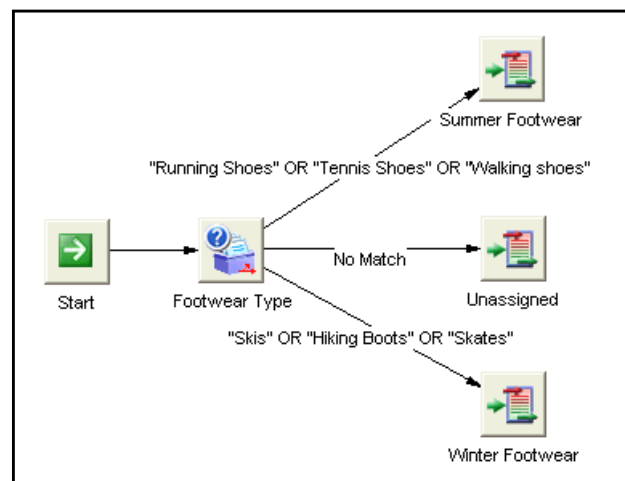 Summer Footwear
"Running Shoes" OR "Tennis Shoes" OR "Walking shoes"
Start
Footwear Type
No Match
Unassigned
"Skis" OR "Hiking Boots" OR "Skates"
Winter Footwear